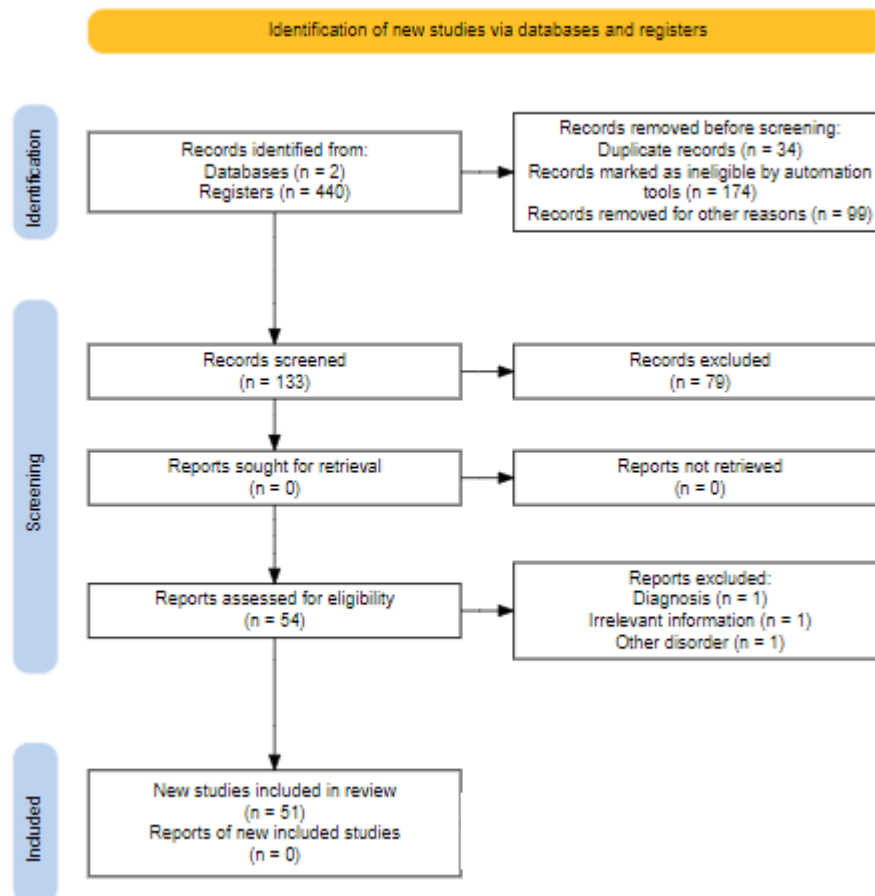 Identification of new studies via databases and registers
Identification
Records identified from:
Databases (n = 2)
Registers (n = 440)
Records removed before screening:
Duplicate records (n = 34)
Records marked as ineligible by automation
tools (n = 174)
Records removed for other reasons (n = 99)
Screening
Records screened
(n = 133)
Records excluded
(n = 79)
Reports sought for retrieval
(n = 0)
Reports not retrieved
(n = 0)
Reports assessed for eligibility
(n = 54)
Reports excluded:
Diagnosis (n = 1)
Irrelevant information (n = 1)
Other disorder (n = 1)
Included
New studies included in review
(n = 51)
Reports of new included studies
(n = 0)